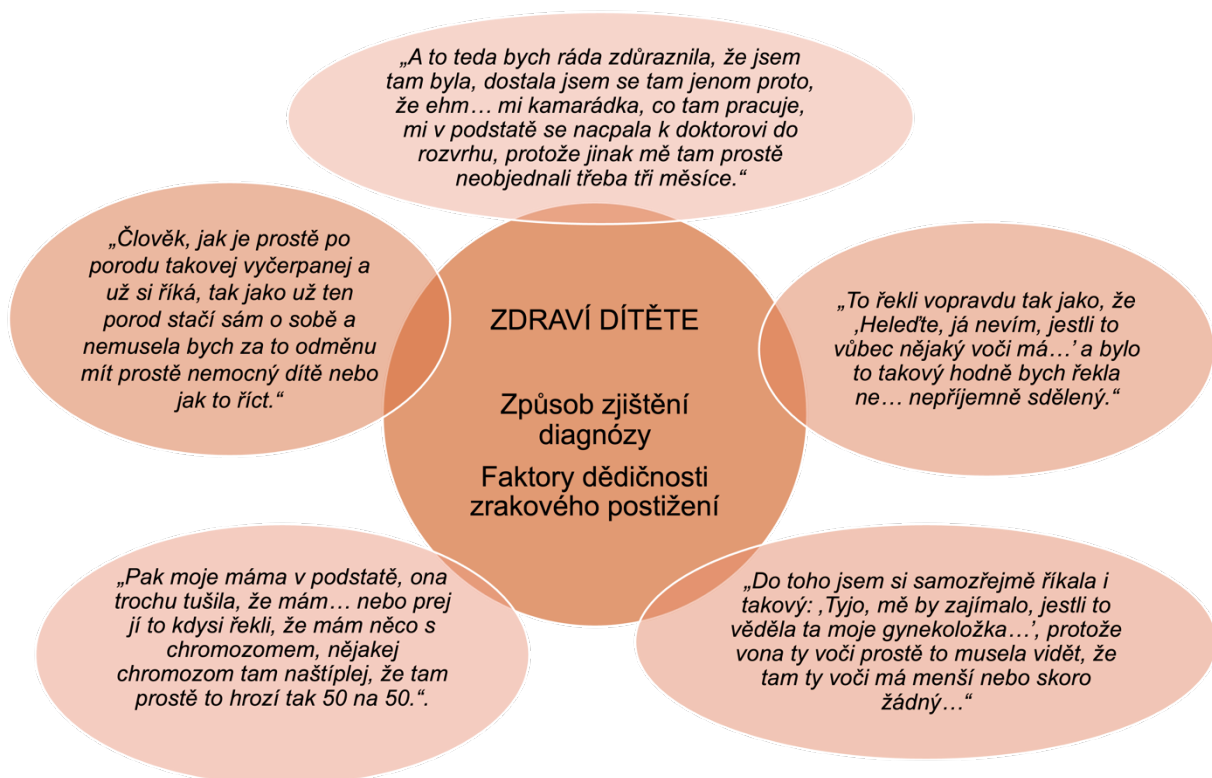 „A to teda bych ráda zdůraznila, že jsem
tam byla, dostala jsem se tam jenom proto,
že ehm… mi kamarádka, co tam pracuje,
mi v podstatě se nacpala k doktorovi do
rozvrhu, protože jinak mě tam prostě
neobjednali třeba tři měsíce.“
„Člověk, jak je prostě po
porodu takovej vyčerpanej a
už si říká, tak jako už ten
porod stačí sám o sobě a
nemusela bych za to odměnu
mít prostě nemocný dítě nebo
jak to říct.“
ZDRAVÍ DÍTĚTE
Způsob zjištění
diagnózy
Faktory dědičnosti
zrakového postižení
„To řekli vopravdu tak jako, že
‚Heleďte, já nevím, jestli to
vůbec nějaký voči má…’ a bylo
to takový hodně bych řekla
ne… nepříjemně sdělený.“
„Pak moje máma v podstatě, ona
trochu tušila, že mám… nebo prej
jí to kdysi řekli, že mám něco s
chromozomem, nějakej
chromozom tam naštíplej, že tam
prostě to hrozí tak 50 na 50.“.
„Do toho jsem si samozřejmě říkala i
takový: ‚Tyjo, mě by zajímalo, jestli to
věděla ta moje gynekoložka…’, protože
vona ty voči prostě to musela vidět, že
tam ty voči má menší nebo skoro
žádný…“